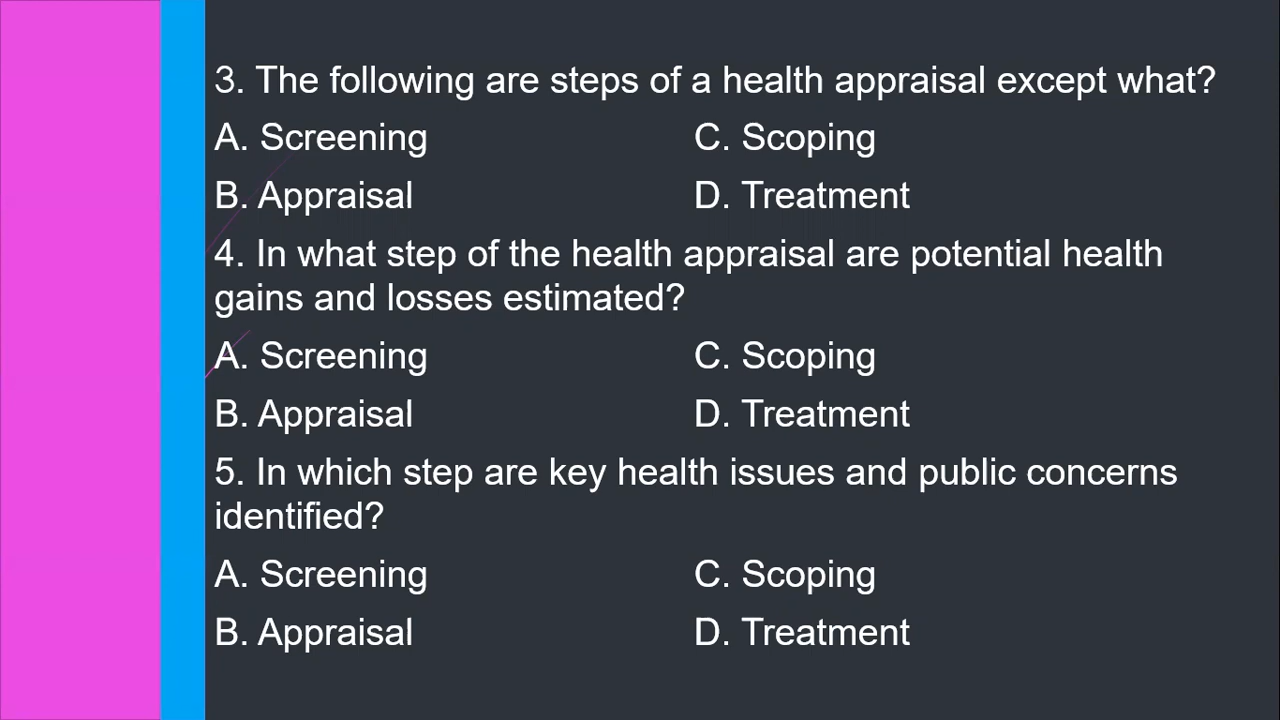 3. The following are steps of a health appraisal except what?
A. Screening C. Scoping
B. Appraisal D. Treatment
4. In what step of the health appraisal are potential health
gains and losses estimated?
A. Screening C. Scoping
B. Appraisal D. Treatment
5. In which step are key health issues and public concerns
identified?
A. Screening C. Scoping
B. Appraisal D. Treatment